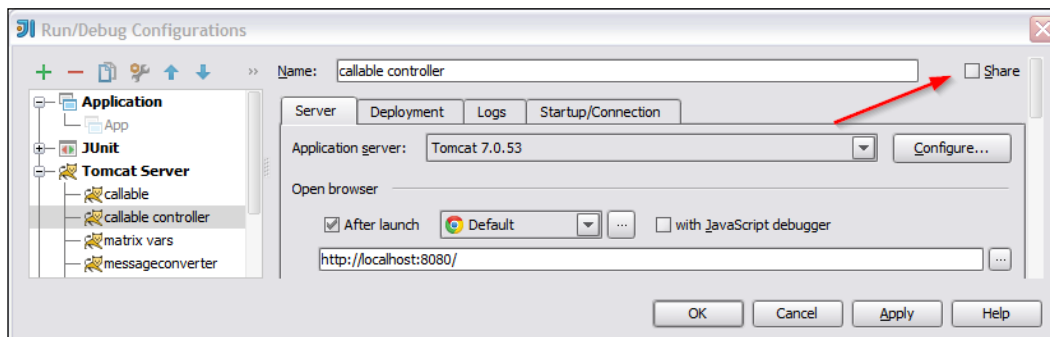 Run/Debug Configurations
Name: callable controller
Share
Application
App
JUnit
Tomcat Server
callable
callable controller
matrix vars
messageconverter
Server Deployment Logs Startup/Connection
Application server: Tomcat 7.0.53 Configure...
Open browser
After launch Default ... with JavaScript debugger
http://localhost:8080/ ...
OK Cancel Apply Help